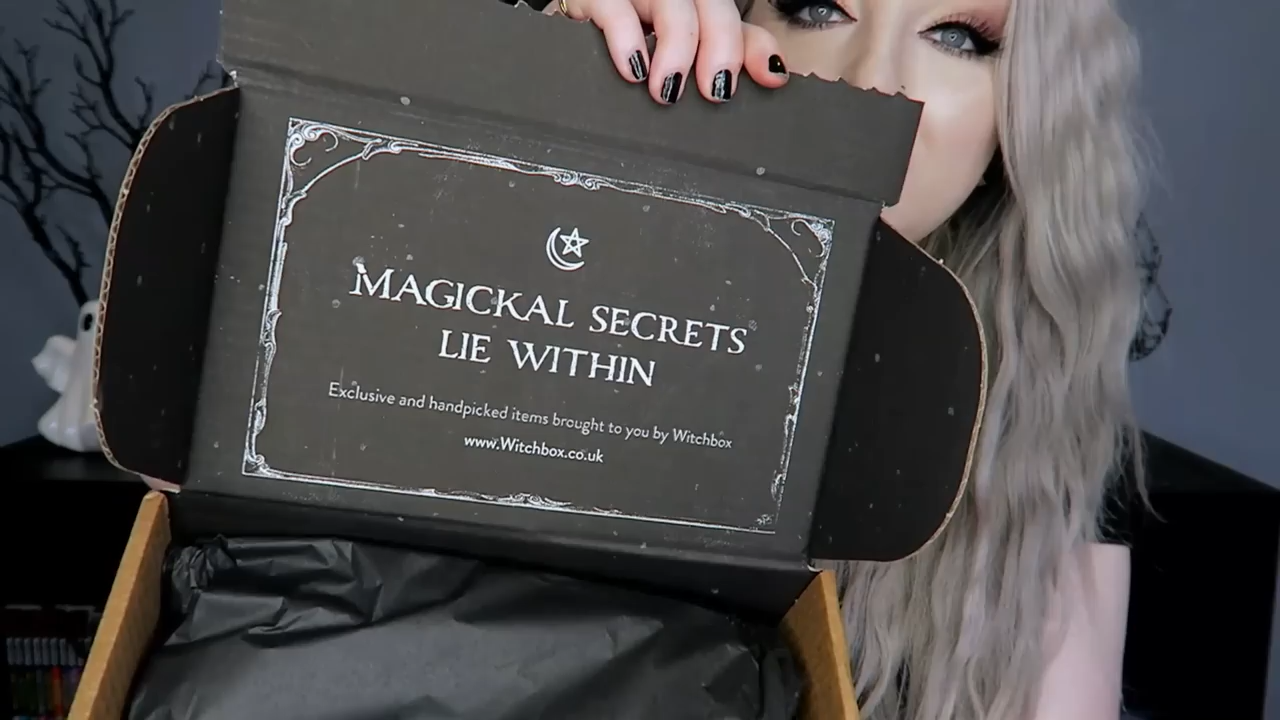 MAGICKAL SECRETS
LIE WITHIN
Exclusive and handpicked items brought to you by Witchbox
www.Witchbox.co.uk